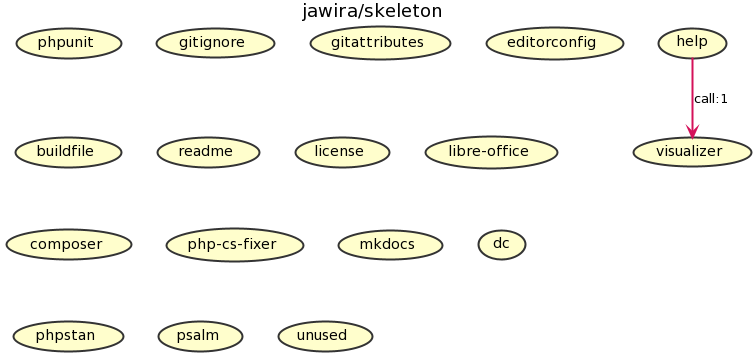 jawira/skeleton
phpunit
gitignore
gitattributes
editorconfig
help
call:1
buildfile
readme
license
libre-office
visualizer
composer
php-cs-fixer
mkdocs
dc
phpstan
psalm
unused